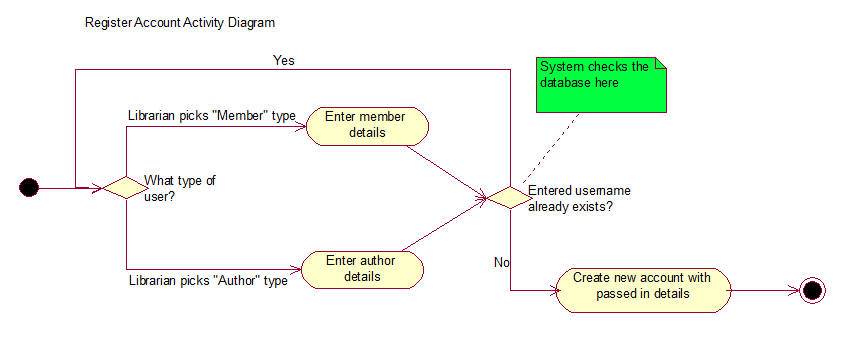 Register Account Activity Diagram
Yes
System checks the
database here
Librarian picks "Member" type
Enter member
details
What type of
user?
Entered username
already exists?
Librarian picks "Author" type
Enter author
details
No
Create new account with
passed in details